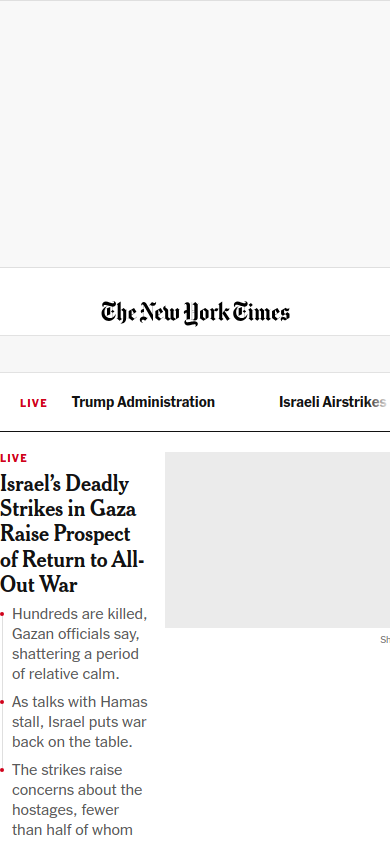 The New York Times
LIVE
Trump Administration
Israeli Airstrikes
LIVE
Israel's Deadly
Strikes in Gaza
Raise Prospect
of Return to All-
Out War
Hundreds are killed,
Gazan officials say,
shattering a period
of relative calm.
As talks with Hamas
stall, Israel puts war
back on the table.
The strikes raise
concerns about the
hostages, fewer
than half of whom